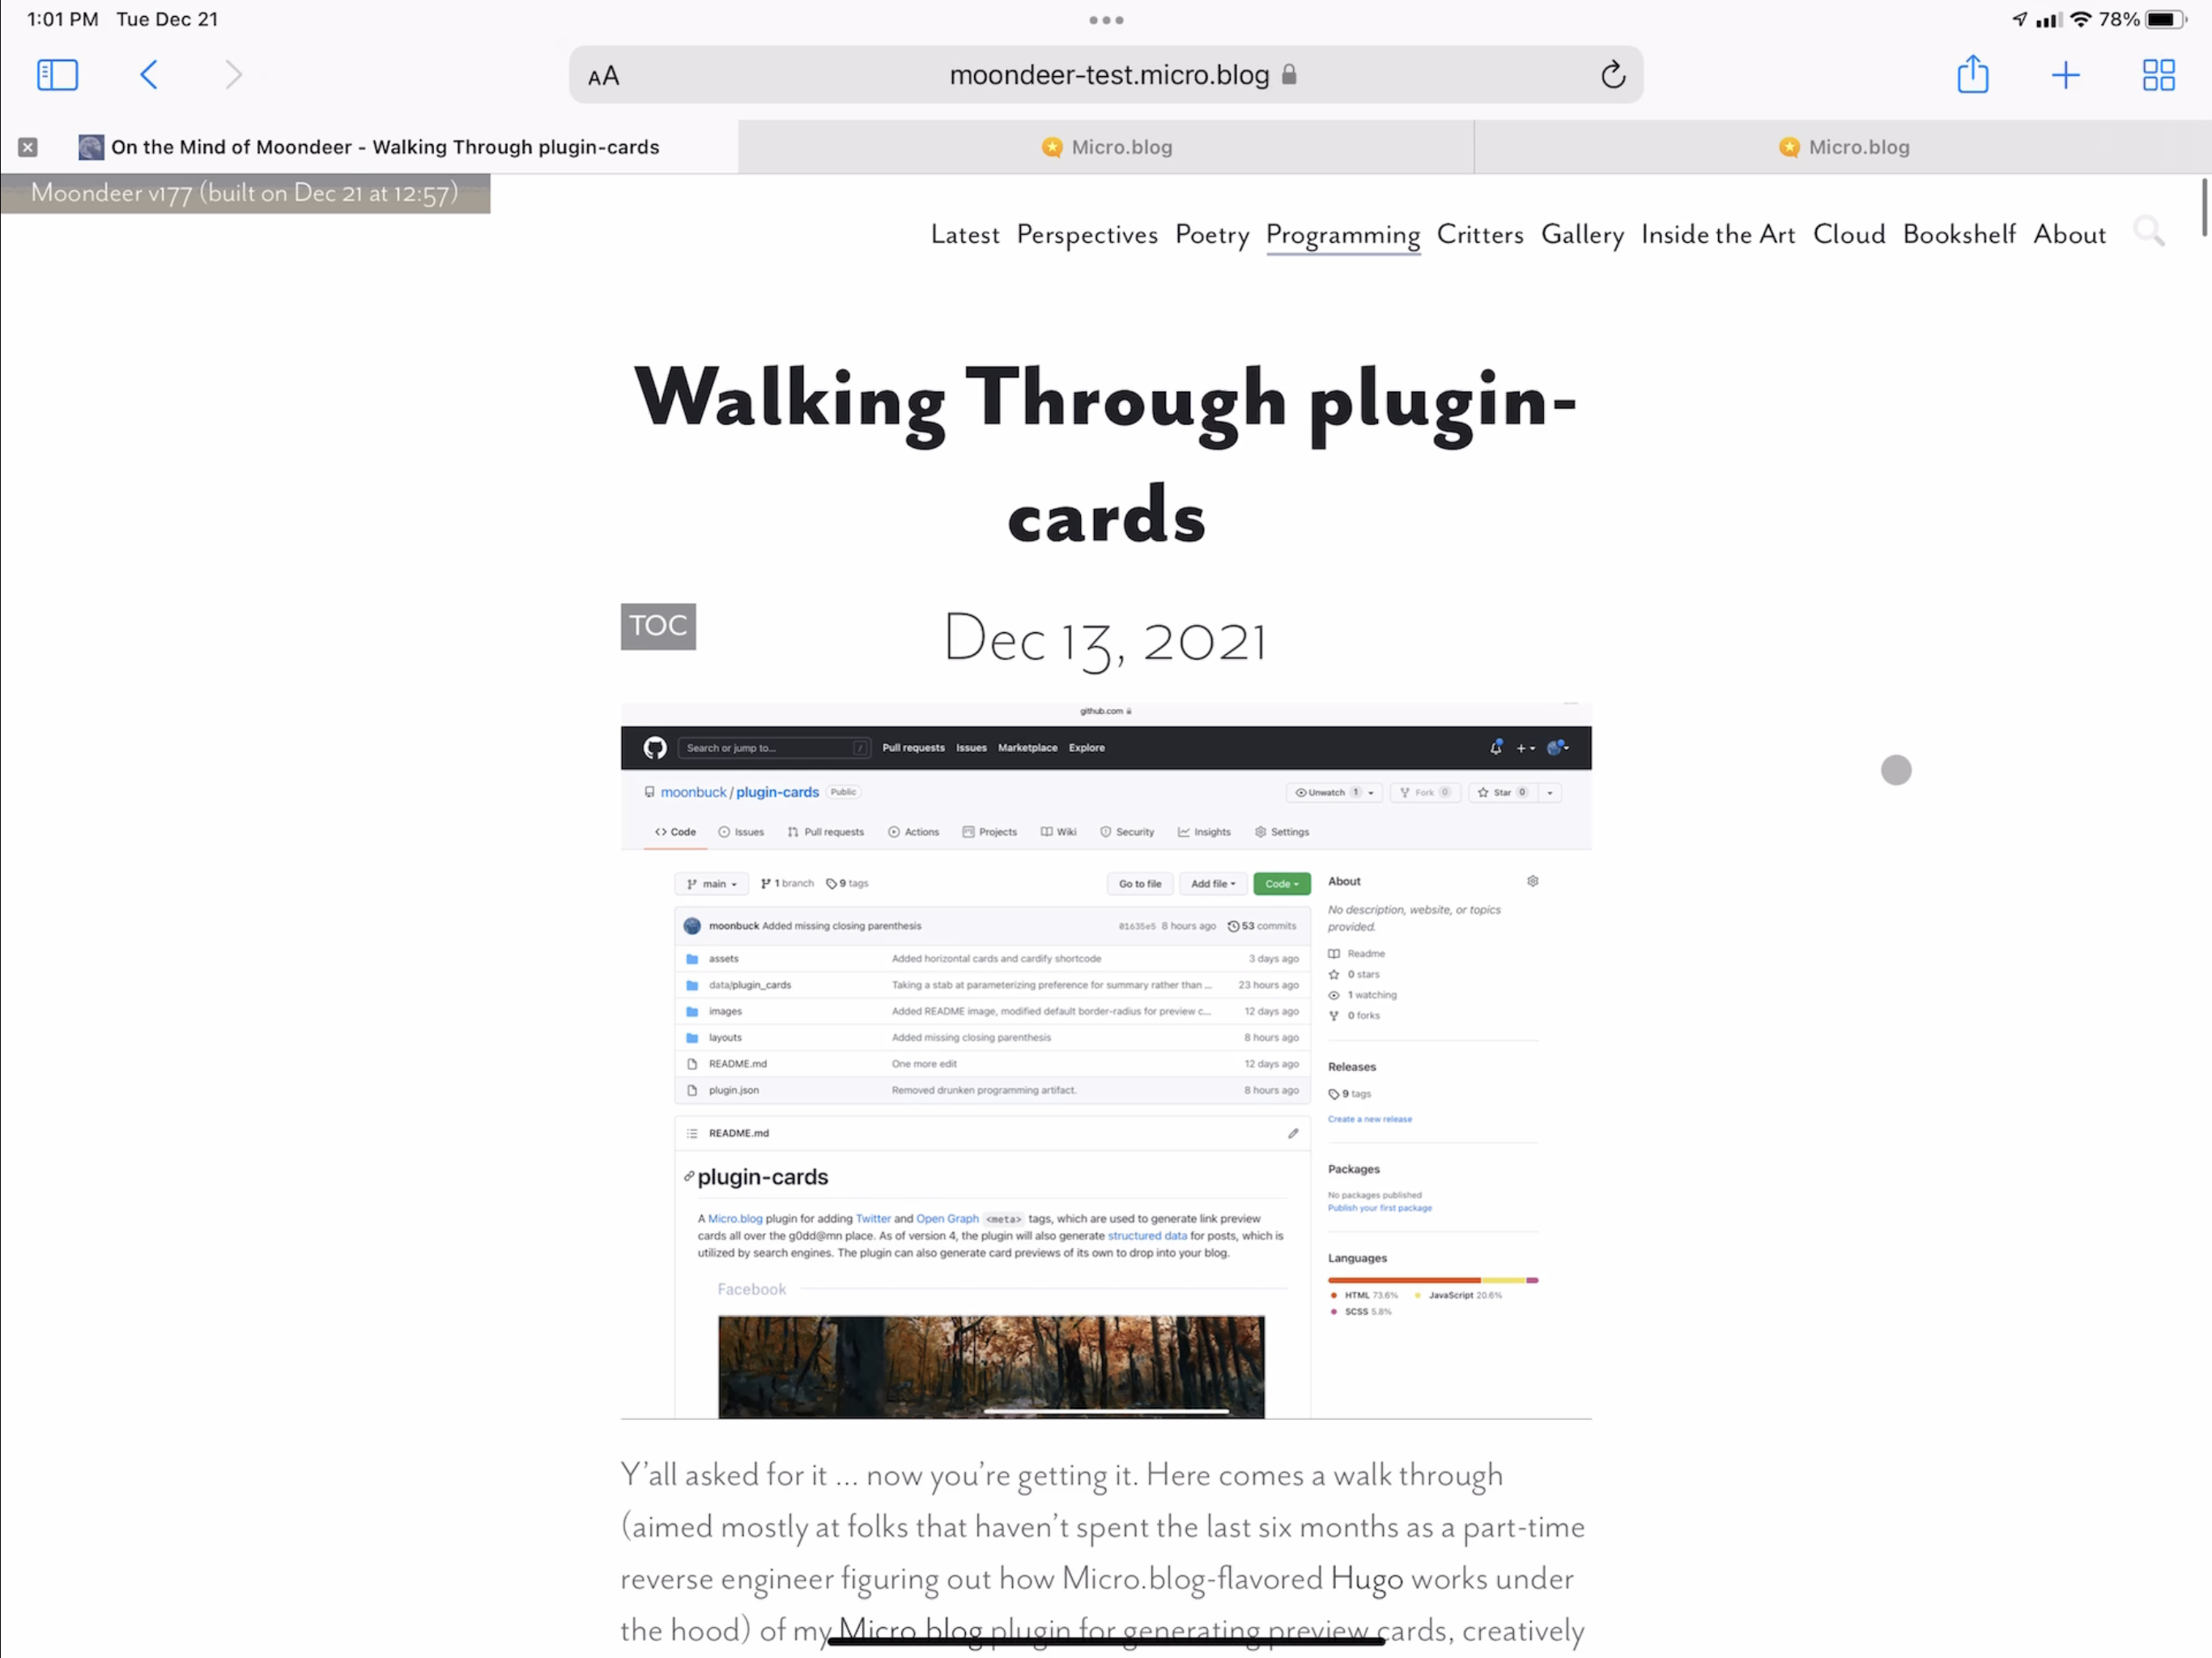 1:01 PM Tue Dec 21
78%
AA
moondeer-test.micro.blog
On the Mind of Moondeer - Walking Through plugin-cards
Micro.blog
Micro.blog
Moondeer v177 (built on Dec 21 at 12:57)
Latest Perspectives Poetry Programming Critters Gallery Inside the Art Cloud Bookshelf About
Walking Through plugin-
cards
TOC
Dec 13, 2021
github.com
Search or jump to... /
Pull requests Issues Marketplace Explore
moonbuck / plugin-cards Public
Unwatch 1
Fork 0
Star 0
Code Issues Pull requests Actions Projects Wiki Security Insights Settings
main 1 branch 9 tags
Go to file Add file Code
moonbuck Added missing closing parenthesis 01635e5 8 hours ago 53 commits
assets Added horizontal cards and cardify shortcode 3 days ago
data/plugin_cards Taking a stab at parameterizing preference for summary rather than ... 23 hours ago
images Added README image, modified default border-radius for preview c... 12 days ago
layouts Added missing closing parenthesis 8 hours ago
README.md One more edit 12 days ago
plugin.json Removed drunken programming artifact. 8 hours ago
README.md
plugin-cards
A Micro.blog plugin for adding Twitter and Open Graph <meta> tags, which are used to generate link preview
cards all over the g0dd@mn place. As of version 4, the plugin will also generate structured data for posts, which is
utilized by search engines. The plugin can also generate card previews of its own to drop into your blog.
Facebook
About
No description, website, or topics
provided.
Readme
0 stars
1 watching
0 forks
Releases
9 tags
Create a new release
Packages
No packages published
Publish your first package
Languages
HTML 73.6% JavaScript 20.6%
SCSS 5.8%
Y'all asked for it ... now you're getting it. Here comes a walk through
(aimed mostly at folks that haven't spent the last six months as a part-time
reverse engineer figuring out how Micro.blog-flavored Hugo works under
the hood) of my Micro.blog plugin for generating preview cards, creatively